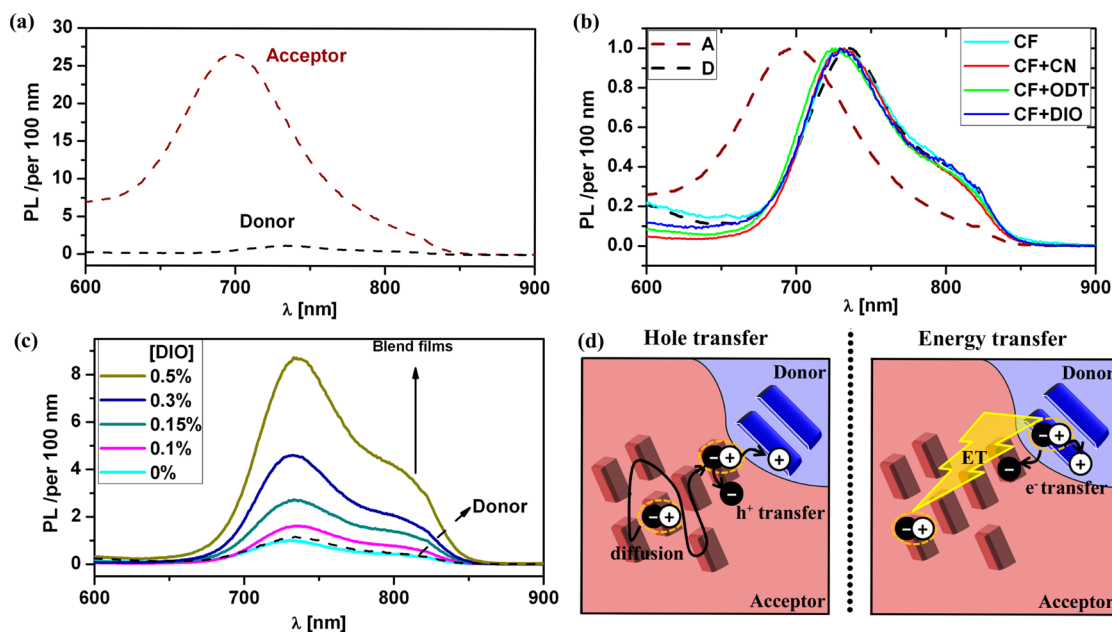 (a)
30
25
20
15
10
5
0
PL /per 100 nm
Acceptor
Donor
600
700
800
900
λ [nm]
(b)
1.0
0.8
0.6
0.4
0.2
0.0
PL /per 100 nm
A
D
CF
CF+CN
CF+ODT
CF+DIO
600
700
800
900
λ [nm]
(c)
8
6
4
2
0
PL /per 100 nm
[DIO]
0.5%
0.3%
0.15%
0.1%
0%
Blend films
Donor
600
700
800
900
λ [nm]
(d)
Hole transfer
Donor
h+ transfer
diffusion
Acceptor
Energy transfer
Donor
ET
e- transfer
Acceptor